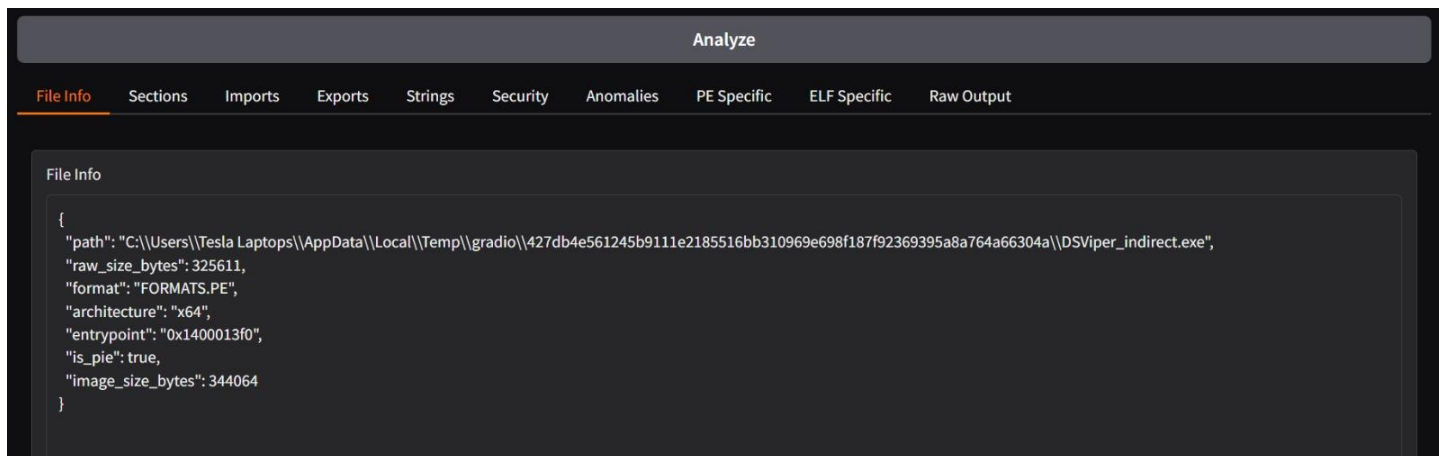 Analyze
File Info Sections Imports Exports Strings Security Anomalies PE Specific ELF Specific Raw Output
File Info
{
"path": "C:\\Users\\Tesla Laptops\\AppData\\Local\\Temp\\gradio\\427db4e561245b9111e2185516bb310969e698f187f92369395a8a764a66304a\\DSViper_indirect.exe",
"raw_size_bytes": 325611,
"format": "FORMATS.PE",
"architecture": "x64",
"entrypoint": "0x1400013f0",
"is_pie": true,
"image_size_bytes": 344064
}